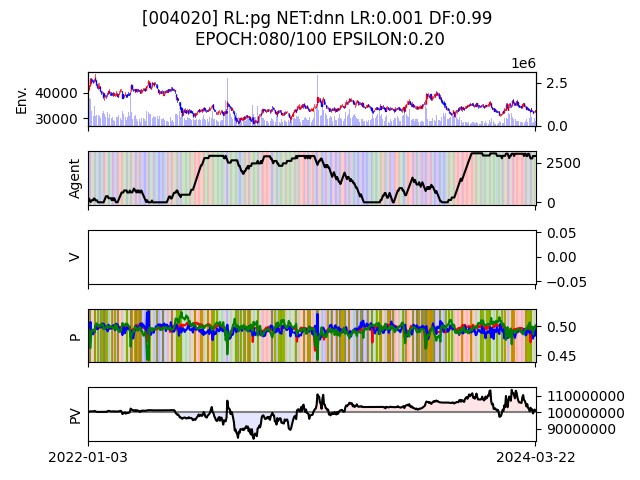 [004020] RL:pg NET:dnn LR:0.001 DF:0.99
EPOCH:080/100 EPSILON:0.20
1e6
Env.
40000
30000
2.5
0.0
Agent
2500
0
V
0.05
0.00
−0.05
P
0.50
0.45
PV
110000000
100000000
90000000
2022-01-03
2024-03-22